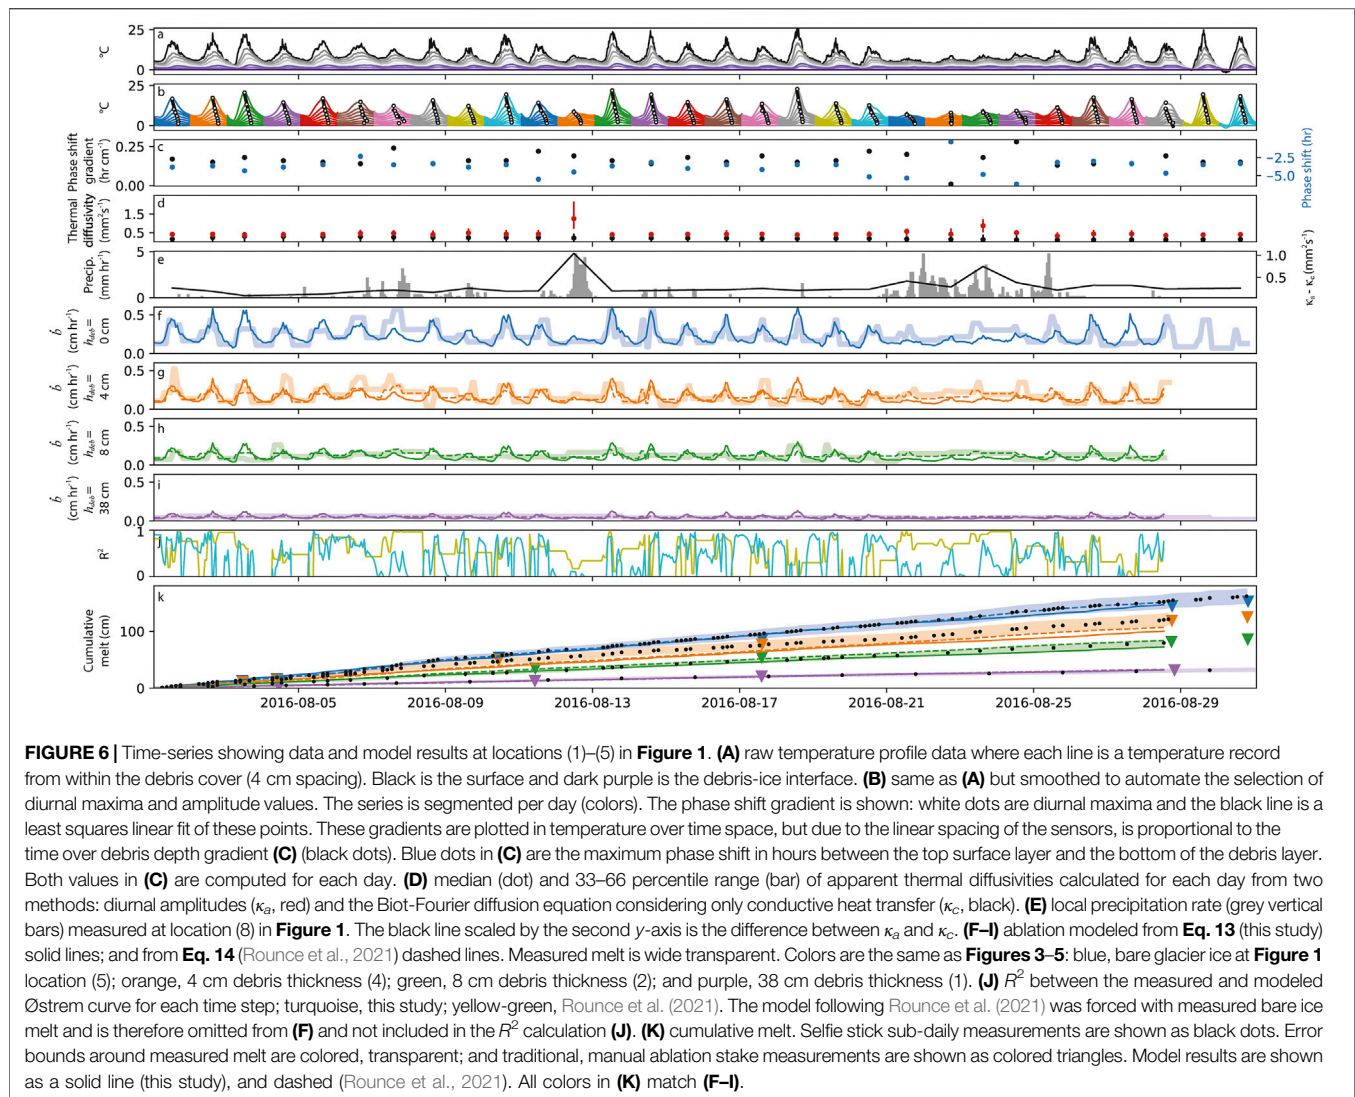 25
a
°C
0
25
b
°C
0
0.25
c
Phase shift
gradient
(hr cm⁻¹)
0.00
−2.5
−5.0
Phase shift (hr)
d
1.5
0.5
Thermal
diffusivity
(mm²s⁻¹)
5
e
Precip.
(mm hr⁻¹)
0
1.0
0.5
κₐ - κ꜀ (mm²s⁻¹)
0.5
f
ḃ
(cm hr⁻¹)
h_deb =
0 cm
0.0
0.5
g
ḃ
(cm hr⁻¹)
h_deb =
4 cm
0.0
0.5
h
ḃ
(cm hr⁻¹)
h_deb =
8 cm
0.0
0.5
i
ḃ
(cm hr⁻¹)
h_deb =
38 cm
0.0
1
j
R²
0
k
100
Cumulative
melt (cm)
0
2016-08-05 2016-08-09 2016-08-13 2016-08-17 2016-08-21 2016-08-25 2016-08-29
FIGURE 6 | Time-series showing data and model results at locations (1)–(5) in Figure 1. (A) raw temperature profile data where each line is a temperature record
from within the debris cover (4 cm spacing). Black is the surface and dark purple is the debris-ice interface. (B) same as (A) but smoothed to automate the selection of
diurnal maxima and amplitude values. The series is segmented per day (colors). The phase shift gradient is shown: white dots are diurnal maxima and the black line is a
least squares linear fit of these points. These gradients are plotted in temperature over time space, but due to the linear spacing of the sensors, is proportional to the
time over debris depth gradient (C) (black dots). Blue dots in (C) are the maximum phase shift in hours between the top surface layer and the bottom of the debris layer.
Both values in (C) are computed for each day. (D) median (dot) and 33–66 percentile range (bar) of apparent thermal diffusivities calculated for each day from two
methods: diurnal amplitudes (κₐ, red) and the Biot-Fourier diffusion equation considering only conductive heat transfer (κ꜀, black). (E) local precipitation rate (grey vertical
bars) measured at location (8) in Figure 1. The black line scaled by the second y-axis is the difference between κₐ and κ꜀. (F–I) ablation modeled from Eq. 13 (this study)
solid lines; and from Eq. 14 (Rounce et al., 2021) dashed lines. Measured melt is wide transparent. Colors are the same as Figures 3–5: blue, bare glacier ice at Figure 1
location (5); orange, 4 cm debris thickness (4); green, 8 cm debris thickness (2); and purple, 38 cm debris thickness (1). (J) R² between the measured and modeled
Østrem curve for each time step; turquoise, this study; yellow-green, Rounce et al. (2021). The model following Rounce et al. (2021) was forced with measured bare ice
melt and is therefore omitted from (F) and not included in the R² calculation (J). (K) cumulative melt. Selfie stick sub-daily measurements are shown as black dots. Error
bounds around measured melt are colored, transparent; and traditional, manual ablation stake measurements are shown as colored triangles. Model results are shown
as a solid line (this study), and dashed (Rounce et al., 2021). All colors in (K) match (F–I).